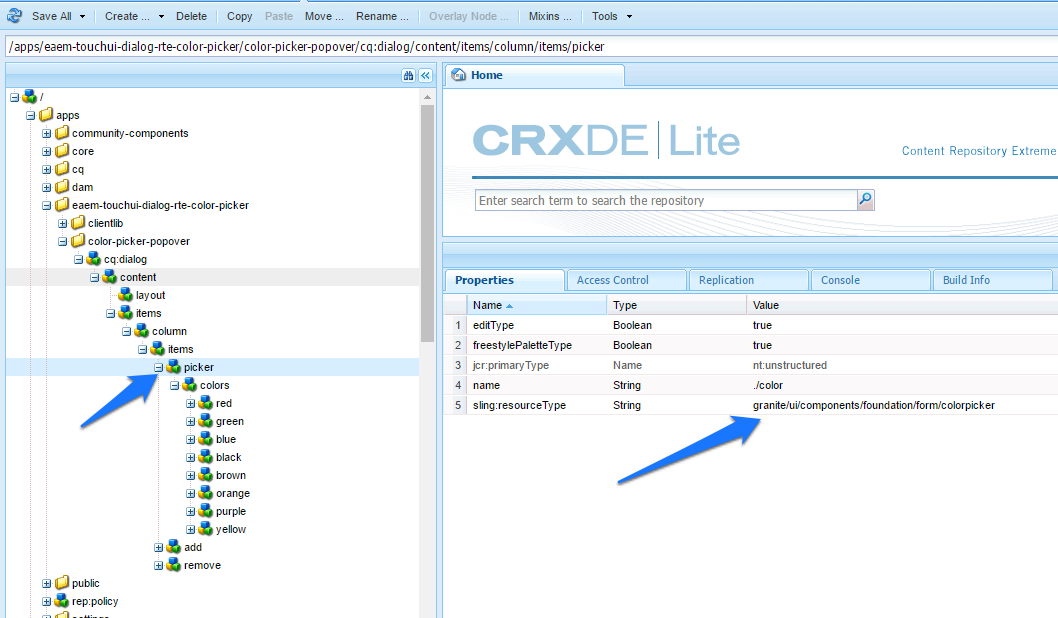 Save All Create ... Delete Copy Paste Move ... Rename ... Overlay Node ... Mixins ... Tools
/apps/eaem-touchui-dialog-rte-color-picker/color-picker-popover/cq:dialog/content/items/column/items/picker
/
apps
community-components
core
cq
dam
eaem-touchui-dialog-rte-color-picker
clientlib
color-picker-popover
cq:dialog
content
layout
items
column
items
picker
colors
red
green
blue
black
brown
orange
purple
yellow
add
remove
public
rep:policy
settings
Home
CRXDE Lite
Content Repository Extreme
Enter search term to search the repository
Properties Access Control Replication Console Build Info
Name Type Value
1 editType Boolean true
2 freestylePaletteType Boolean true
3 jcr:primaryType Name nt:unstructured
4 name String ./color
5 sling:resourceType String granite/ui/components/foundation/form/colorpicker